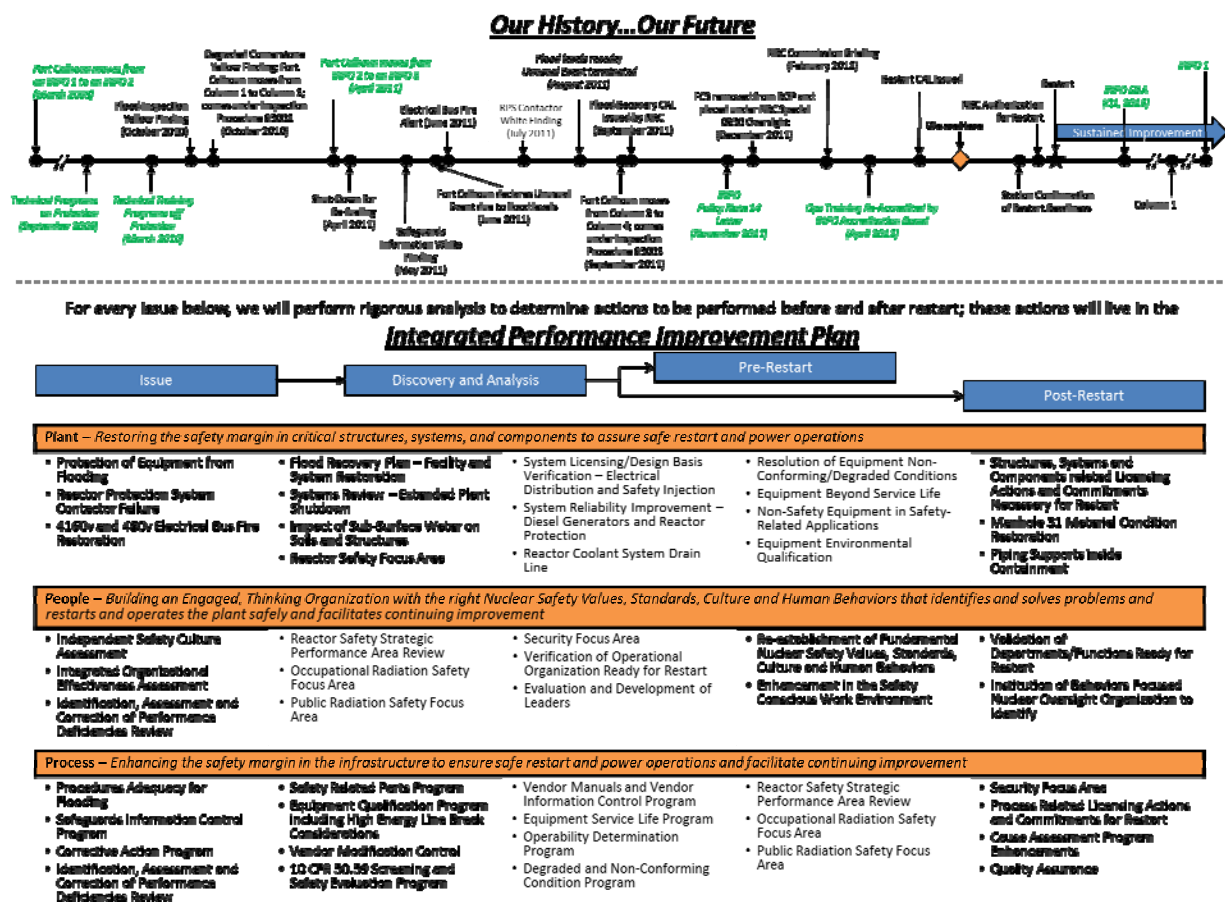 Our History...Our Future
Fort Calhoun moves from
an INPO 1 to an INPO 2
(March 2009)
Flood Inspection
Yellow Finding
(October 2010)
Degraded Cornerstone
Yellow Finding; Fort
Calhoun moves from
Column 1 to Column 3;
comes under Inspection
Procedure 95002
(October 2010)
Fort Calhoun moves from
INPO 2 to an INPO 3
(April 2011)
Electrical Bus Fire
Alert (June 2011)
RPS Contactor
White Finding
(July 2011)
Flood levels recede;
Unusual Event terminated
(August 2011)
Flood Recovery CAL
Issued by NRC
(September 2011)
FCS removed from ROP and
placed under NRC Special
0350 Oversight
(December 2011)
NRC Commission Briefing
(February 2012)
Restart CAL Issued
We are Here
NRC Authorization
for Restart
Restart
INPO
Sustained Improvement
INPO 1
Technical Programs
on Probation
(September 2009)
Technical Training
Programs off
Probation
(March 2010)
Shut-Down for
Re-fueling
(April 2011)
Safeguards
Information White
Finding
(May 2011)
Fort Calhoun declares Unusual
Event due to flood levels
(June 2011)
Fort Calhoun moves
from Column 3 to
Column 4; comes
under Inspection
Procedure 95003
(September 2011)
INPO
Policy Note 14
Letter
(November 2011)
Ops Training Re-Accredited by
INPO Accreditation Board
(April 2012)
Station Confirmation
of Restart Readiness
Column 1
For every issue below, we will perform rigorous analysis to determine actions to be performed before and after restart; these actions will live in the
Integrated Performance Improvement Plan
Issue
Discovery and Analysis
Pre-Restart
Post-Restart
Plant – Restoring the safety margin in critical structures, systems, and components to assure safe restart and power operations
▪ Protection of Equipment from
Flooding
▪ Reactor Protection System
Contactor Failure
▪ 4160v and 480v Electrical Bus Fire
Restoration
▪ Flood Recovery Plan – Facility and
System Restoration
▪ Systems Review – Extended Plant
Shutdown
▪ Impact of Sub-Surface Water on
Soils and Structures
▪ Reactor Safety Focus Area
▪ System Licensing/Design Basis
Verification – Electrical
Distribution and Safety Injection
▪ System Reliability Improvement –
Diesel Generators and Reactor
Protection
▪ Reactor Coolant System Drain
Line
▪ Resolution of Equipment Non-
Conforming/Degraded Conditions
▪ Equipment Beyond Service Life
▪ Non-Safety Equipment in Safety-
Related Applications
▪ Equipment Environmental
Qualification
▪ Structures, Systems and
Components related Licensing
Actions and Commitments
Necessary for Restart
▪ Manhole 31 Material Condition
Restoration
▪ Piping Supports Inside
Containment
People – Building an Engaged, Thinking Organization with the right Nuclear Safety Values, Standards, Culture and Human Behaviors that identifies and solves problems and
restarts and operates the plant safely and facilitates continuing improvement
▪ Independent Safety Culture
Assessment
▪ Integrated Organizational
Effectiveness Assessment
▪ Identification, Assessment and
Correction of Performance
Deficiencies Review
• Reactor Safety Strategic
Performance Area Review
• Occupational Radiation Safety
Focus Area
• Public Radiation Safety Focus
Area
• Security Focus Area
• Verification of Operational
Organization Ready for Restart
• Evaluation and Development of
Leaders
• Re-establishment of Fundamental
Nuclear Safety Values, Standards,
Culture and Human Behaviors
• Enhancement in the Safety
Conscious Work Environment
▪ Validation of
Departments/Functions Ready for
Restart
▪ Institution of Behaviors Focused
Nuclear Oversight Organization to
Identify
Process – Enhancing the safety margin in the infrastructure to ensure safe restart and power operations and facilitate continuing improvement
▪ Procedures Adequacy for
Flooding
▪ Safeguards Information Control
Program
▪ Corrective Action Program
▪ Identification, Assessment and
Correction of Performance
Deficiencies Review
▪ Safety Related Parts Program
▪ Equipment Qualification Program
including High Energy Line Break
Considerations
▪ Vendor Modification Control
▪ 10 CFR 50.59 Screening and
Safety Evaluation Program
• Vendor Manuals and Vendor
Information Control Program
• Equipment Service Life Program
• Operability Determination
Program
• Degraded and Non-Conforming
Condition Program
• Reactor Safety Strategic
Performance Area Review
• Occupational Radiation Safety
Focus Area
• Public Radiation Safety Focus
Area
• Security Focus Area
• Process Related Licensing Actions
and Commitments for Restart
• Cause Assessment Program
Enhancements
• Quality Assurance